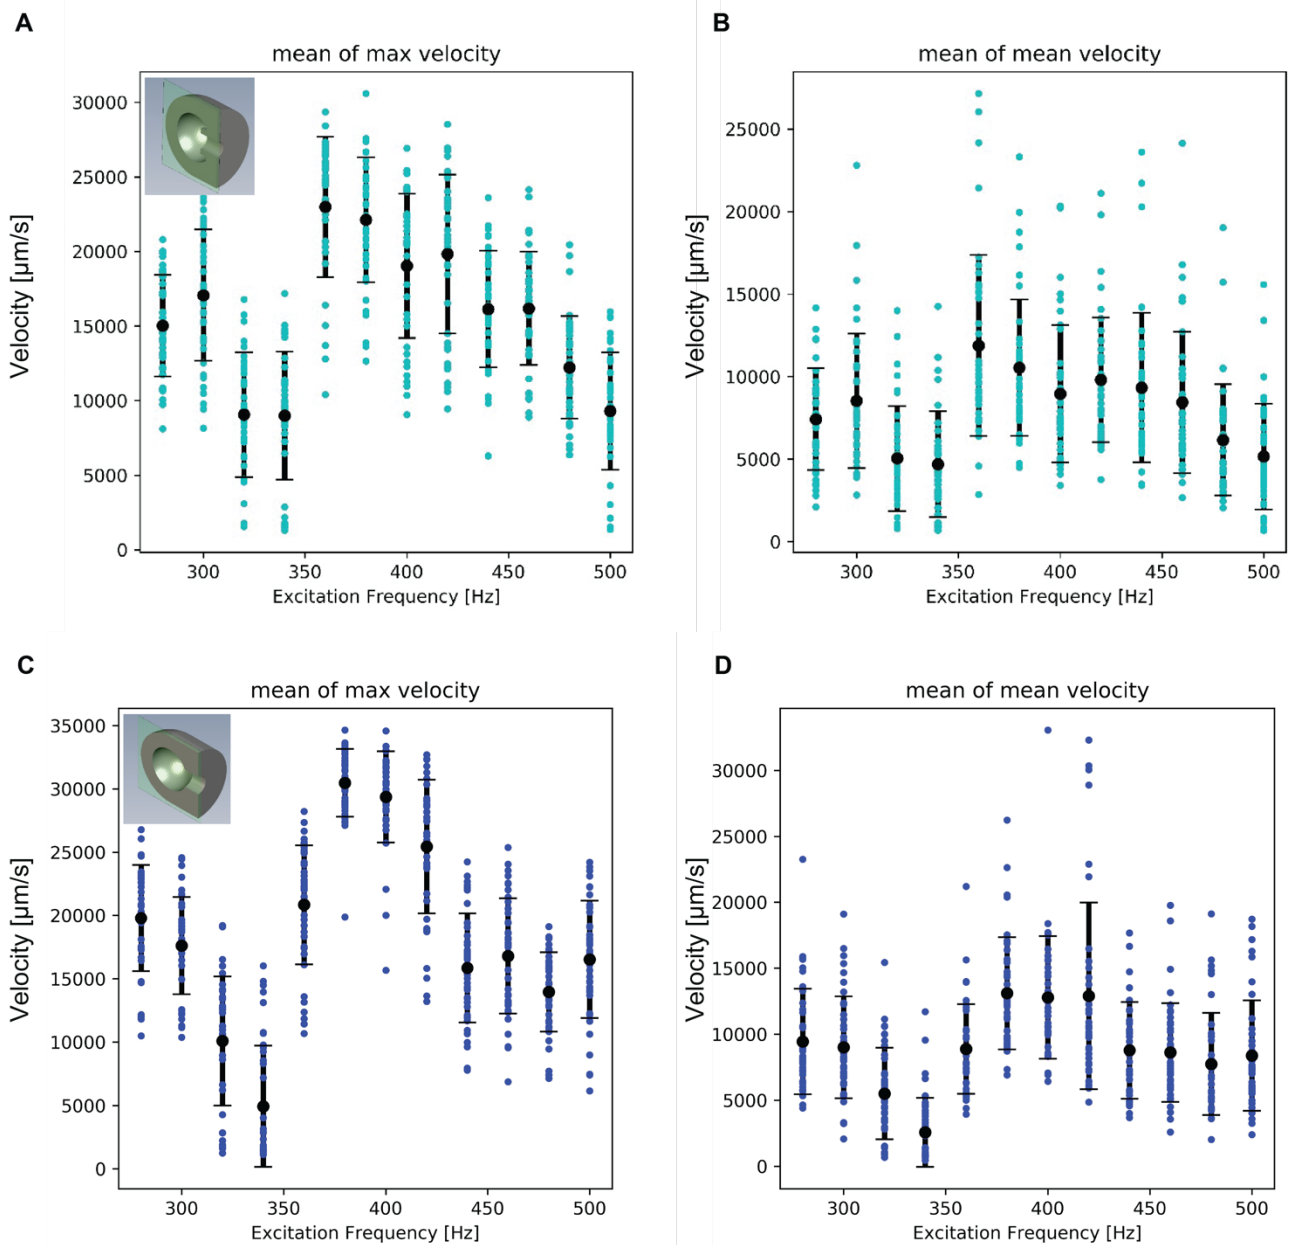 A
mean of max velocity
Velocity [µm/s]
30000
25000
20000
15000
10000
5000
0
300 350 400 450 500
Excitation Frequency [Hz]
B
mean of mean velocity
Velocity [µm/s]
25000
20000
15000
10000
5000
0
300 350 400 450 500
Excitation Frequency [Hz]
C
mean of max velocity
Velocity [µm/s]
35000
30000
25000
20000
15000
10000
5000
0
300 350 400 450 500
Excitation Frequency [Hz]
D
mean of mean velocity
Velocity [µm/s]
30000
25000
20000
15000
10000
5000
0
300 350 400 450 500
Excitation Frequency [Hz]